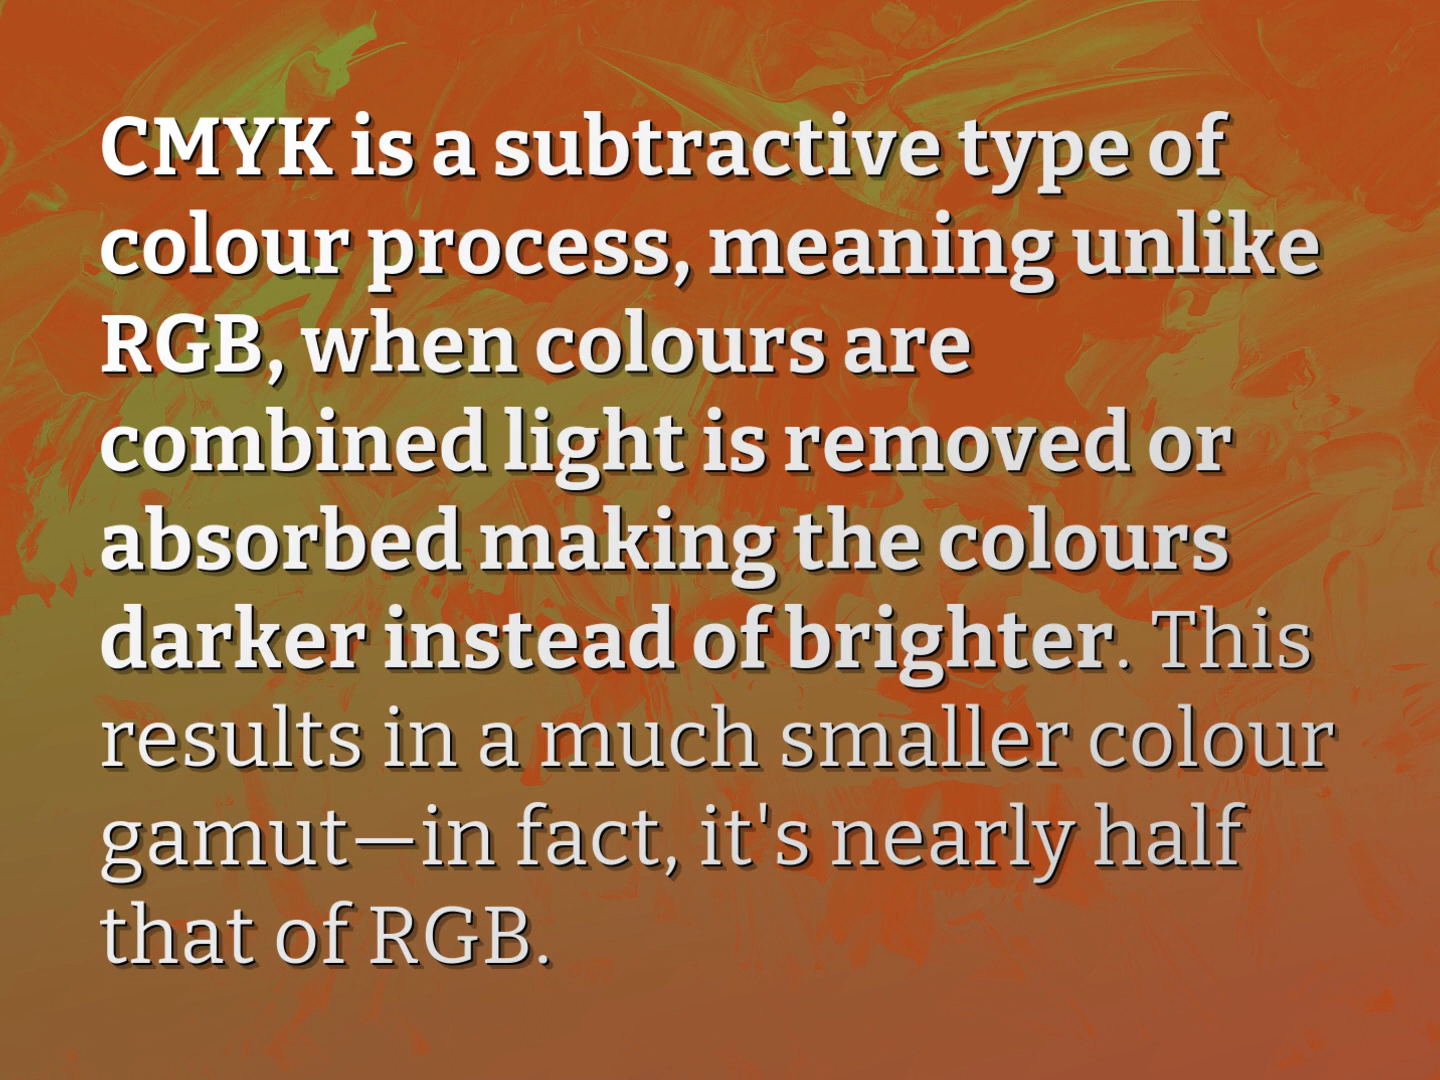 CMYK is a subtractive type of
colour process, meaning unlike
RGB, when colours are
combined light is removed or
absorbed making the colours
darker instead of brighter. This
results in a much smaller colour
gamut—in fact, it's nearly half
that of RGB.